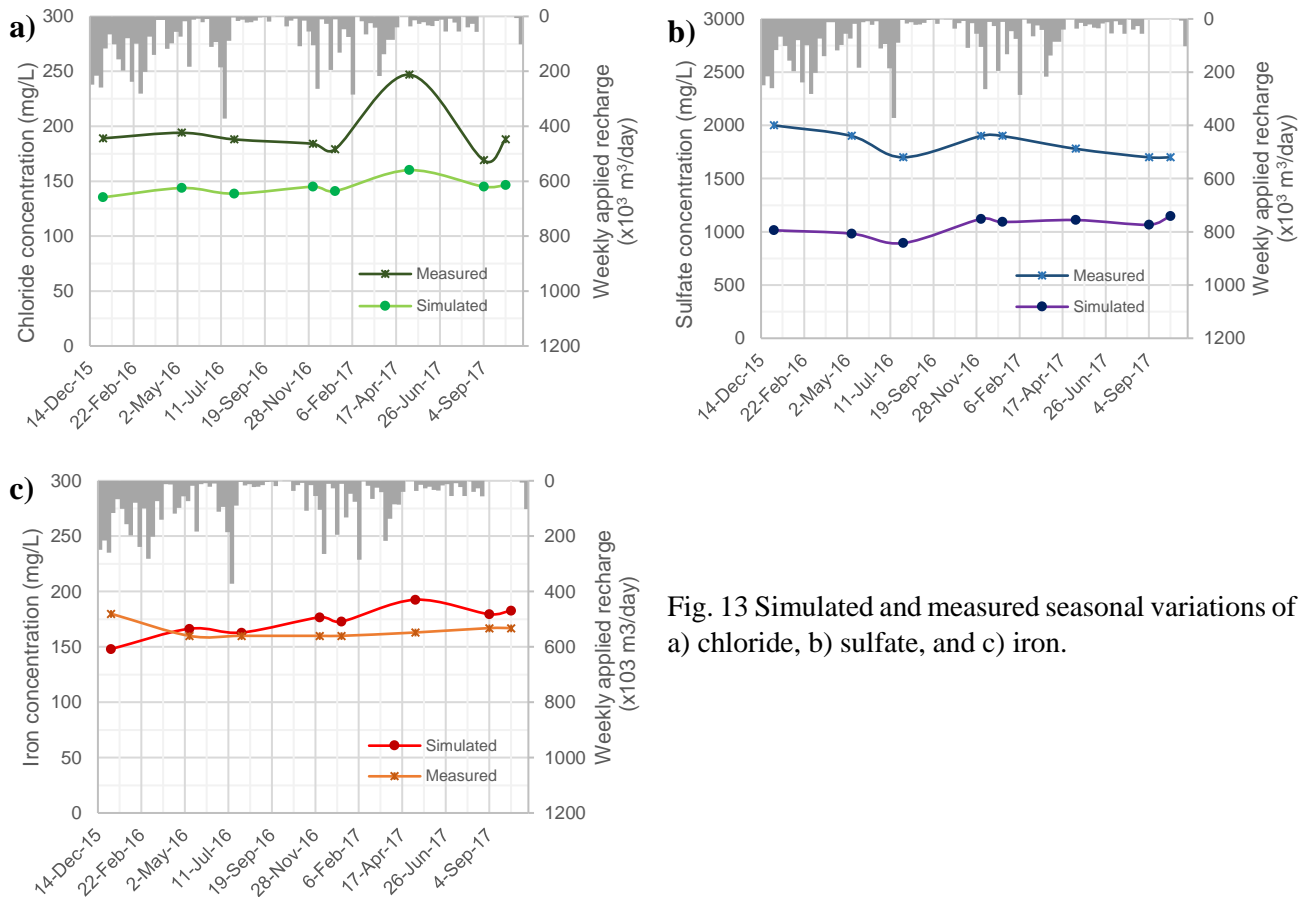 a)
300
250
200
150
100
50
0
Chloride concentration (mg/L)
0
200
400
600
800
1000
1200
Weekly applied recharge
(x10³ m³/day)
Measured
Simulated
14-Dec-15
22-Feb-16
2-May-16
11-Jul-16
19-Sep-16
28-Nov-16
6-Feb-17
17-Apr-17
26-Jun-17
4-Sep-17
b)
3000
2500
2000
1500
1000
500
0
Sulfate concentration (mg/L)
0
200
400
600
800
1000
1200
Weekly applied recharge
(x10³ m³/day)
Measured
Simulated
14-Dec-15
22-Feb-16
2-May-16
11-Jul-16
19-Sep-16
28-Nov-16
6-Feb-17
17-Apr-17
26-Jun-17
4-Sep-17
c)
300
250
200
150
100
50
0
Iron concentration (mg/L)
0
200
400
600
800
1000
1200
Weekly applied recharge
(x103 m3/day)
Simulated
Measured
14-Dec-15
22-Feb-16
2-May-16
11-Jul-16
19-Sep-16
28-Nov-16
6-Feb-17
17-Apr-17
26-Jun-17
4-Sep-17
Fig. 13 Simulated and measured seasonal variations of
a) chloride, b) sulfate, and c) iron.